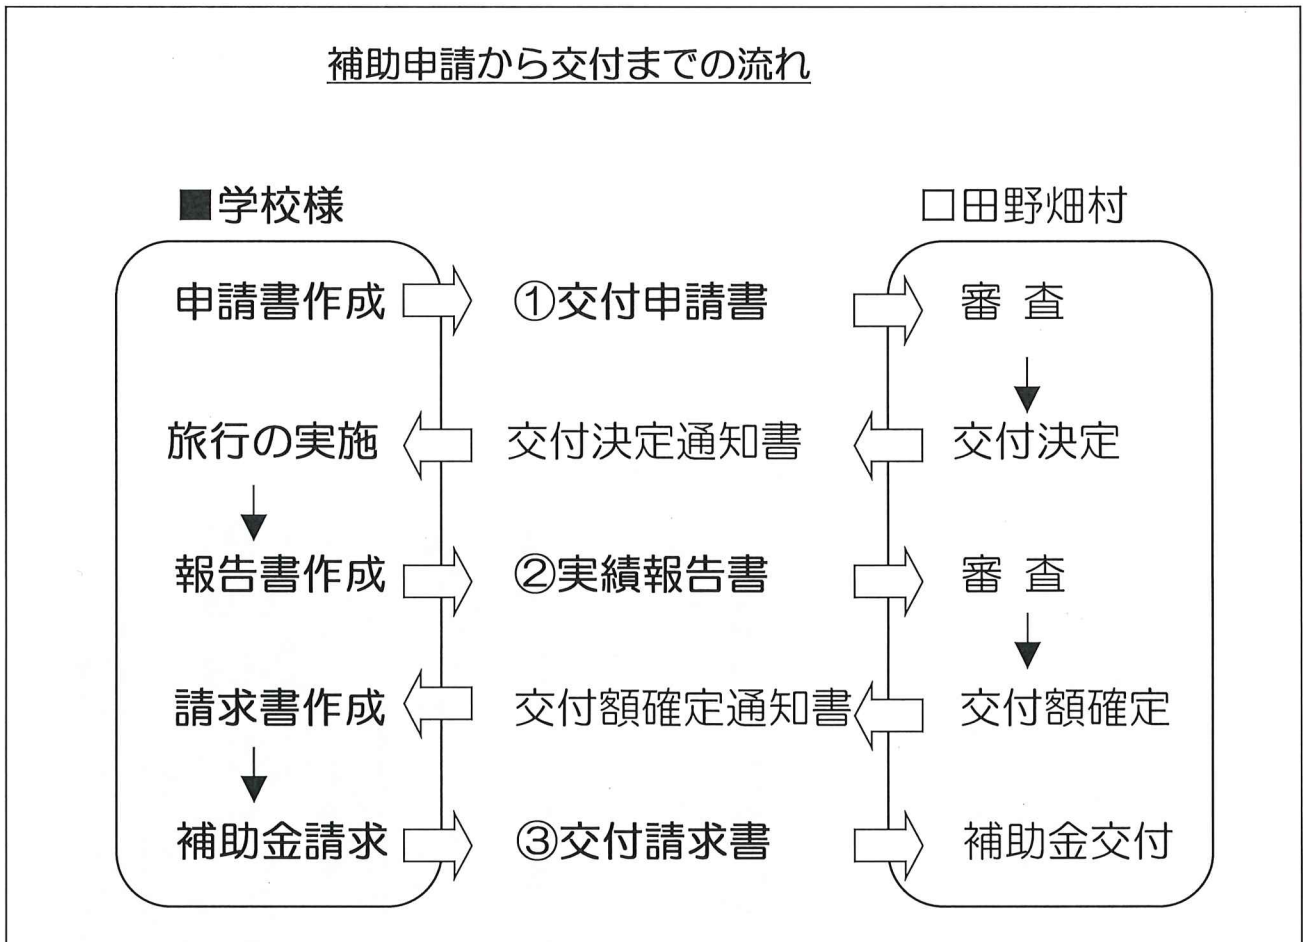 補助申請から交付までの流れ
■学校様
□田野畑村
申請書作成
①交付申請書
審 査
旅行の実施
交付決定通知書
交付決定
報告書作成
②実績報告書
審 査
請求書作成
交付額確定通知書
交付額確定
補助金請求
③交付請求書
補助金交付